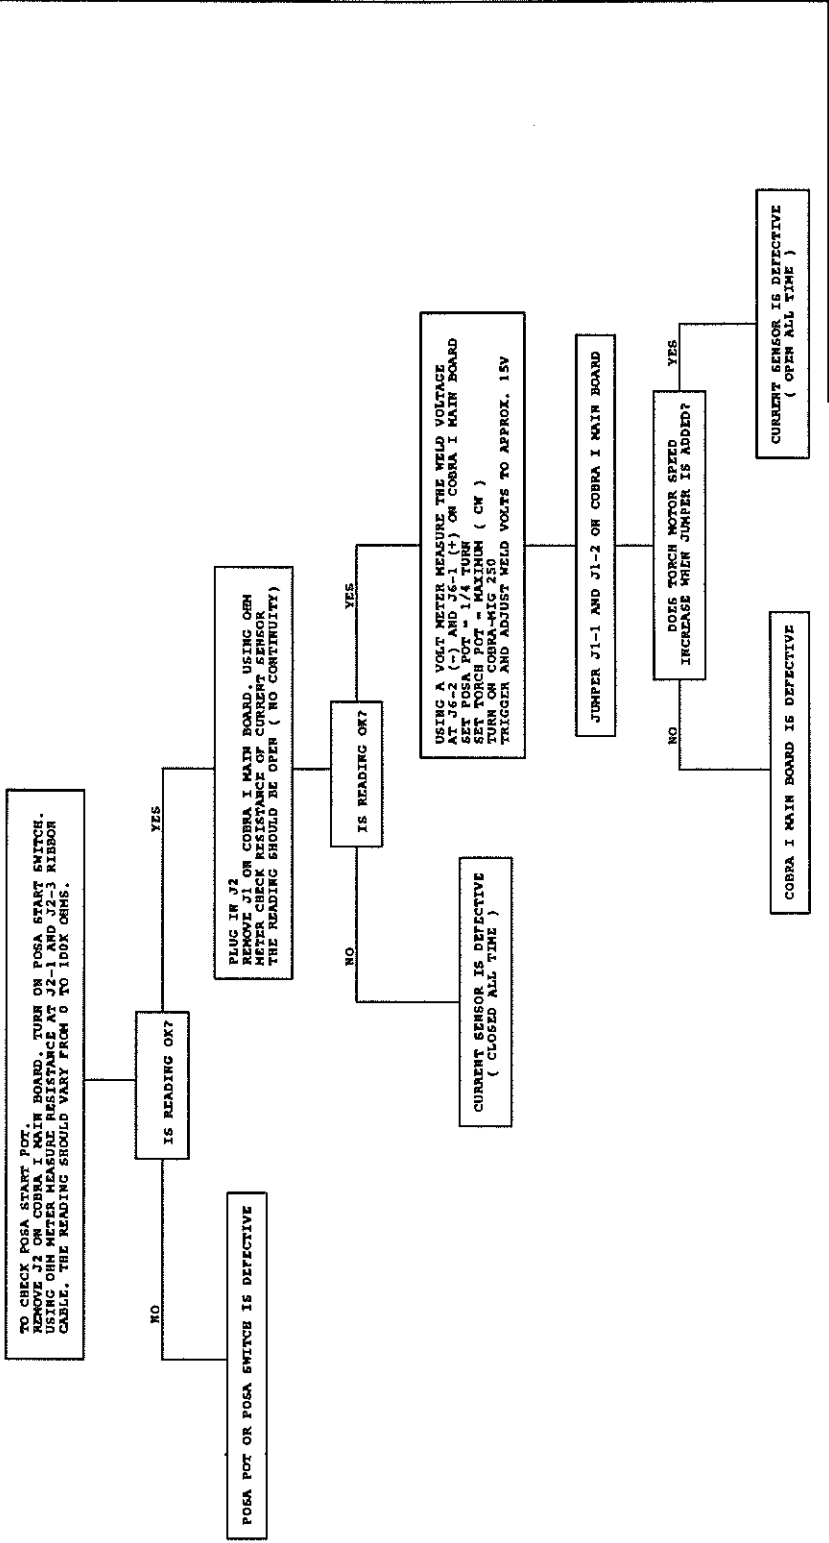 TO CHECK POSA START POT.
REMOVE J2 ON COBRA I MAIN BOARD. TURN ON POSA START SWITCH.
USING OHM METER MEASURE RESISTANCE AT J2-1 AND J2-3 RIBBON
CABLE. THE READING SHOULD VARY FROM 0 TO 100K OHMS.
IS READING OK?
NO
YES
POSA POT OR POSA SWITCH IS DEFECTIVE
PLUG IN J2
REMOVE J1 ON COBRA I MAIN BOARD. USING OHM
METER CHECK RESISTANCE OF CURRENT SENSOR
THE READING SHOULD BE OPEN ( NO CONTINUITY)
IS READING OK?
NO
YES
CURRENT SENSOR IS DEFECTIVE
( CLOSED ALL TIME )
USING A VOLT METER MEASURE THE WELD VOLTAGE
AT J6-2 (-) AND J6-1 (+) ON COBRA I MAIN BOARD
SET POSA POT - 1/4 TURN
SET TORCH POT = MAXIMUM ( CW )
TURN ON COBRA-MIG 250
TRIGGER AND ADJUST WELD VOLTS TO APPROX. 15V
JUMPER J1-1 AND J1-2 ON COBRA I MAIN BOARD
DOES TORCH MOTOR SPEED
INCREASE WHEN JUMPER IS ADDED?
NO
YES
COBRA I MAIN BOARD IS DEFECTIVE
CURRENT SENSOR IS DEFECTIVE
( OPEN ALL TIME )